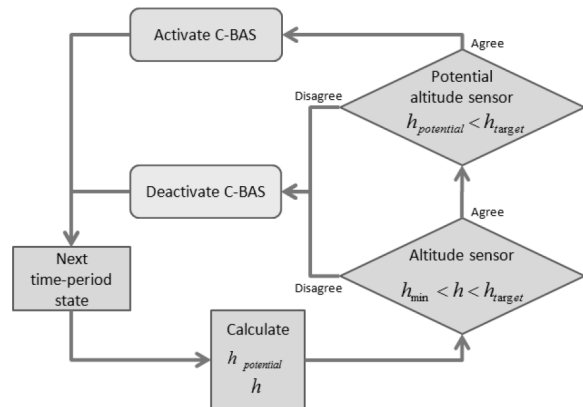 Activate C-BAS
Agree
Potential
altitude sensor
h_potential < h_target
Disagree
Deactivate C-BAS
Agree
Altitude sensor
h_min < h < h_target
Disagree
Next
time-period
state
Calculate
h_potential
h